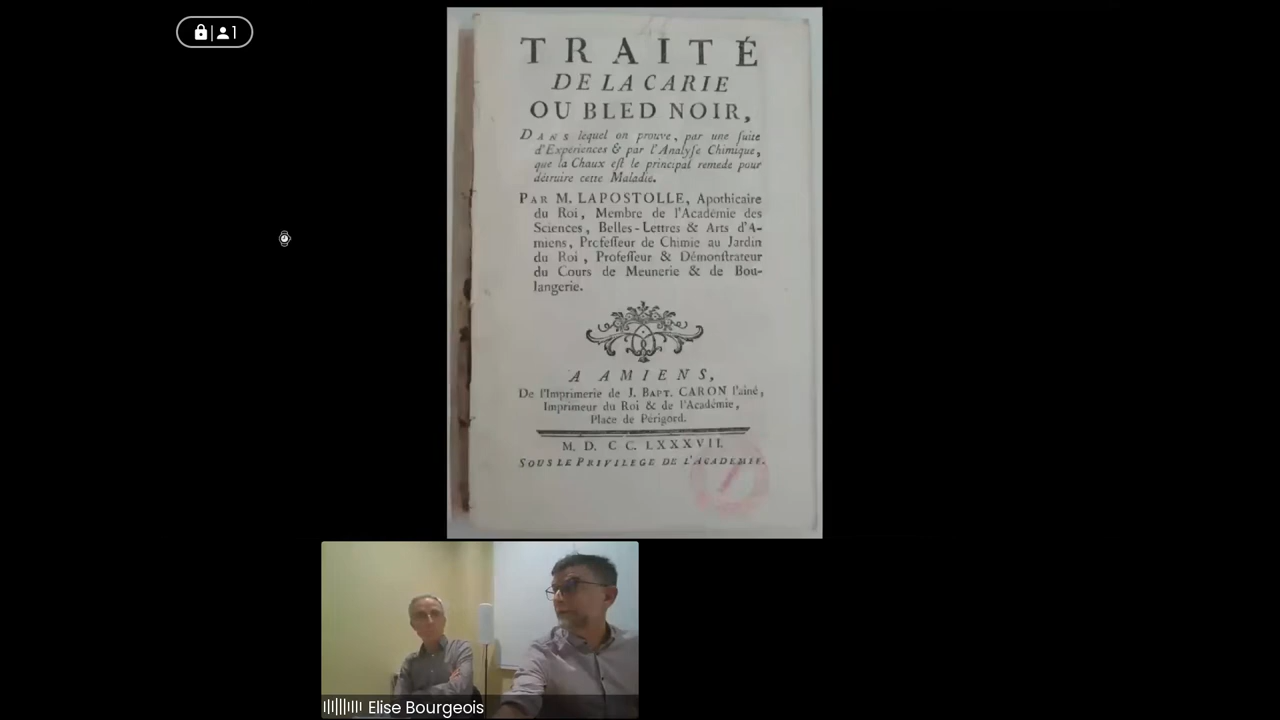 1
TRAITÉ
DE LA CARIE
OU BLED NOIR,
DANS lequel on prouve, par une ſuite
d'Expériences & par l'Analyſe Chimique,
que la Chaux eſt le principal remede pour
détruire cette Maladie.
PAR M. LAPOSTOLLE, Apothicaire
du Roi, Membre de l'Académie des
Sciences, Belles-Lettres & Arts d'A-
miens, Profeſſeur de Chimie au Jardin
du Roi, Profeſſeur & Démonſtrateur
du Cours de Meunerie & de Bou-
langerie.
A AMIENS,
De l'Imprimerie de J. BAPT. CARON l'aîné,
Imprimeur du Roi & de l'Académie,
Place de Périgord.
M. D. C C. LXXXVII.
SOUS LE PRIVILEGE DE L'ACADEMIE.
Elise Bourgeois